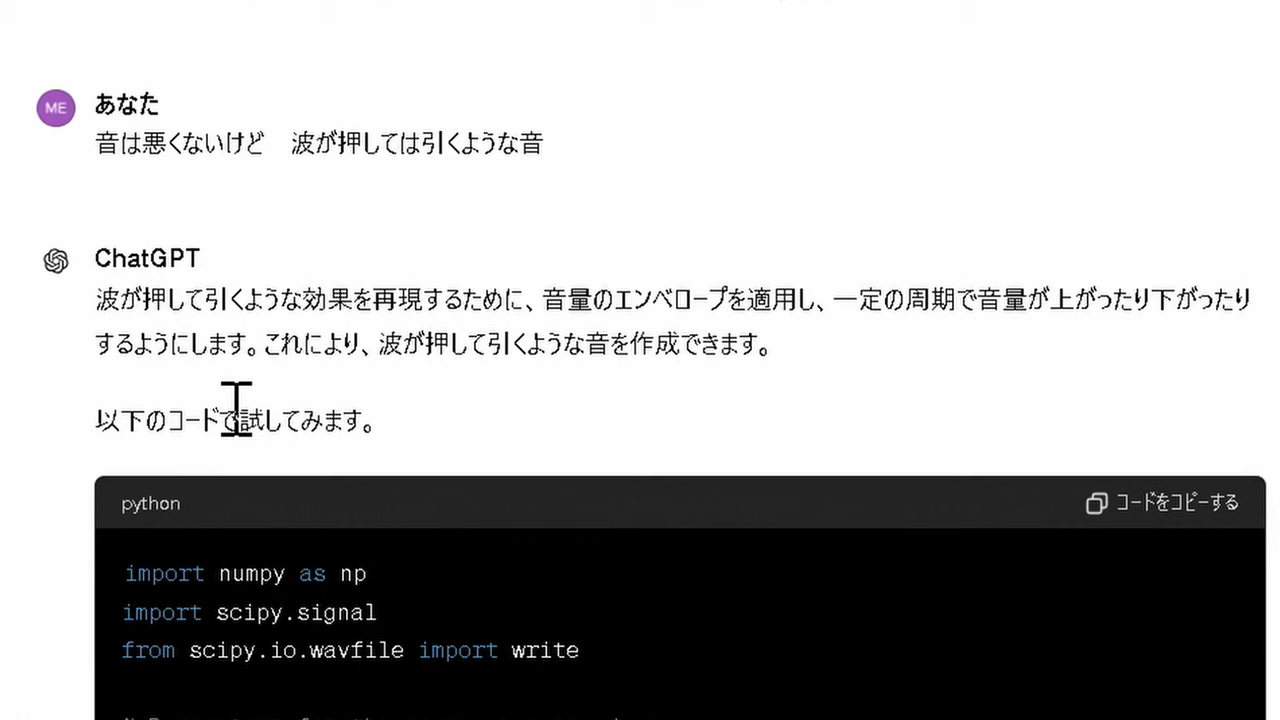 ME
あなた
音は悪くないけど　波が押しては引くような音
ChatGPT
波が押して引くような効果を再現するために、音量のエンベロープを適用し、一定の周期で音量が上がったり下がったり
するようにします。これにより、波が押して引くような音を作成できます。
以下のコードで試してみます。
python
コードをコピーする
import numpy as np
import scipy.signal
from scipy.io.wavfile import write